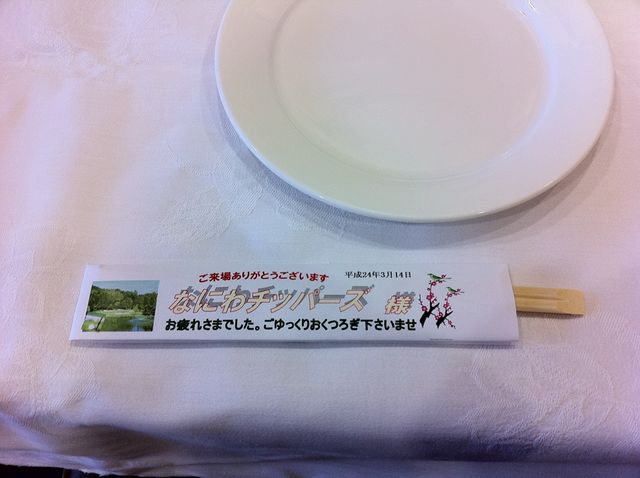 ご来場ありがとうございます 平成24年3月14日
なにわチッパーズ 様
お疲れさまでした。ごゆっくりおくつろぎ下さいませ